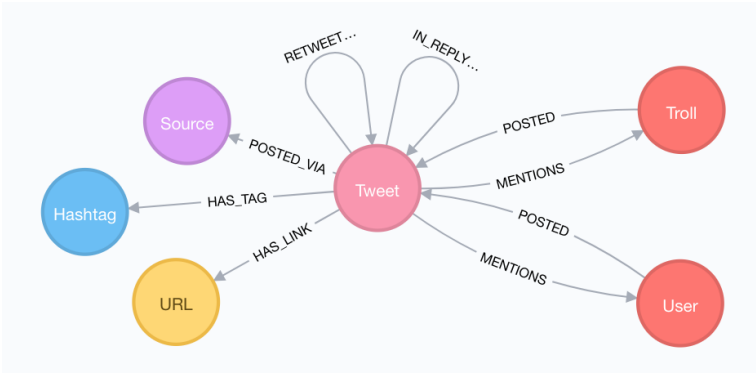 RETWEET...
IN_REPLY...
Source
Troll
POSTED
POSTED_VIA
MENTIONS
Tweet
Hashtag
HAS_TAG
POSTED
HAS_LINK
MENTIONS
URL
User